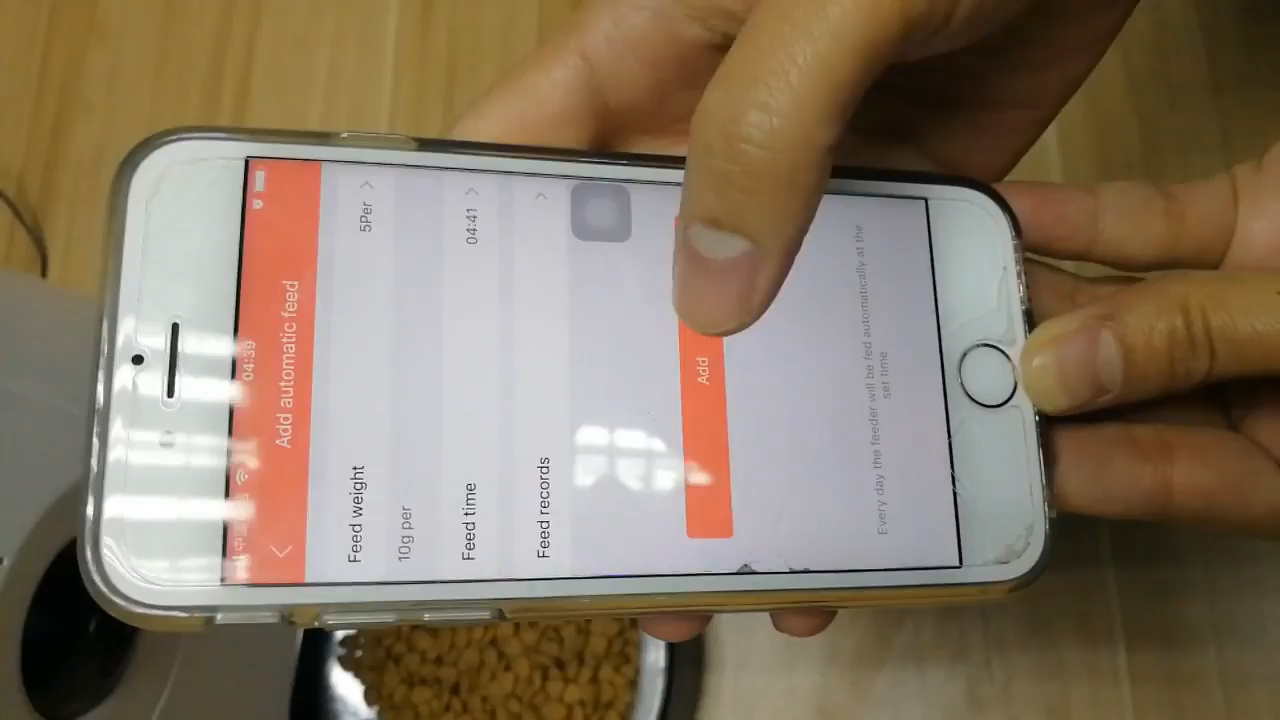 04:39
Add automatic feed
Feed weight 5Per
10g per
Feed time 04:41
Feed records
Add
Every day the feeder will be fed automatically at the
set time